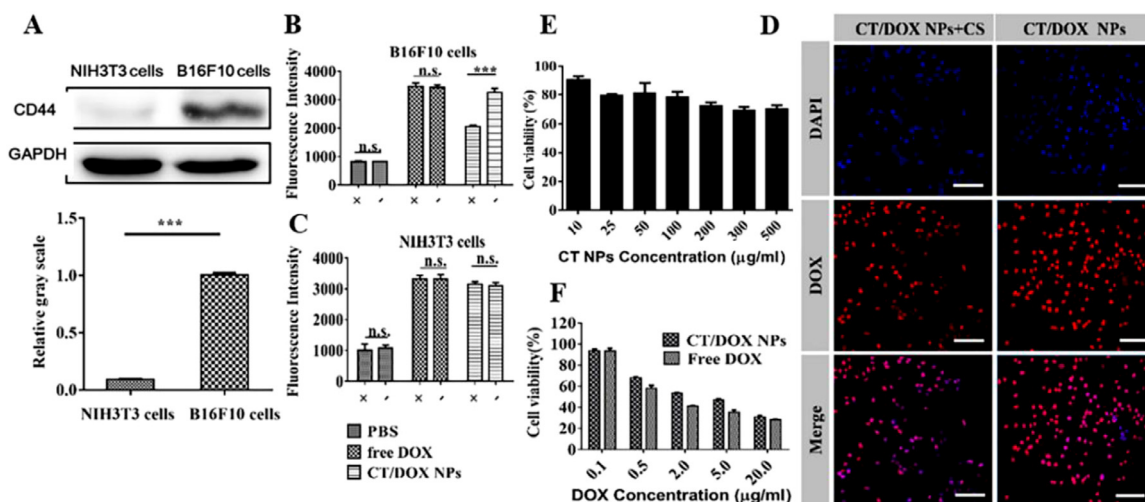 A
NIH3T3 cells B16F10 cells
CD44
GAPDH
***
1.5
1.0
0.5
0.0
Relative gray scale
NIH3T3 cells B16F10 cells
B
B16F10 cells
Fluorescence Intensity
4000
3000
2000
1000
0
n.s.
n.s.
***
× - × - × -
C
NIH3T3 cells
Fluorescence Intensity
4000
3000
2000
1000
0
n.s.
n.s.
n.s.
× - × - × -
PBS
free DOX
CT/DOX NPs
E
Cell viability(%)
100
80
60
40
20
0
10 25 50 100 200 300 500
CT NPs Concentration (μg/ml)
F
Cell viability(%)
120
100
80
60
40
20
0
CT/DOX NPs
Free DOX
0.1 0.5 2.0 5.0 20.0
DOX Concentration (μg/ml)
D
CT/DOX NPs+CS CT/DOX NPs
DAPI
DOX
Merge